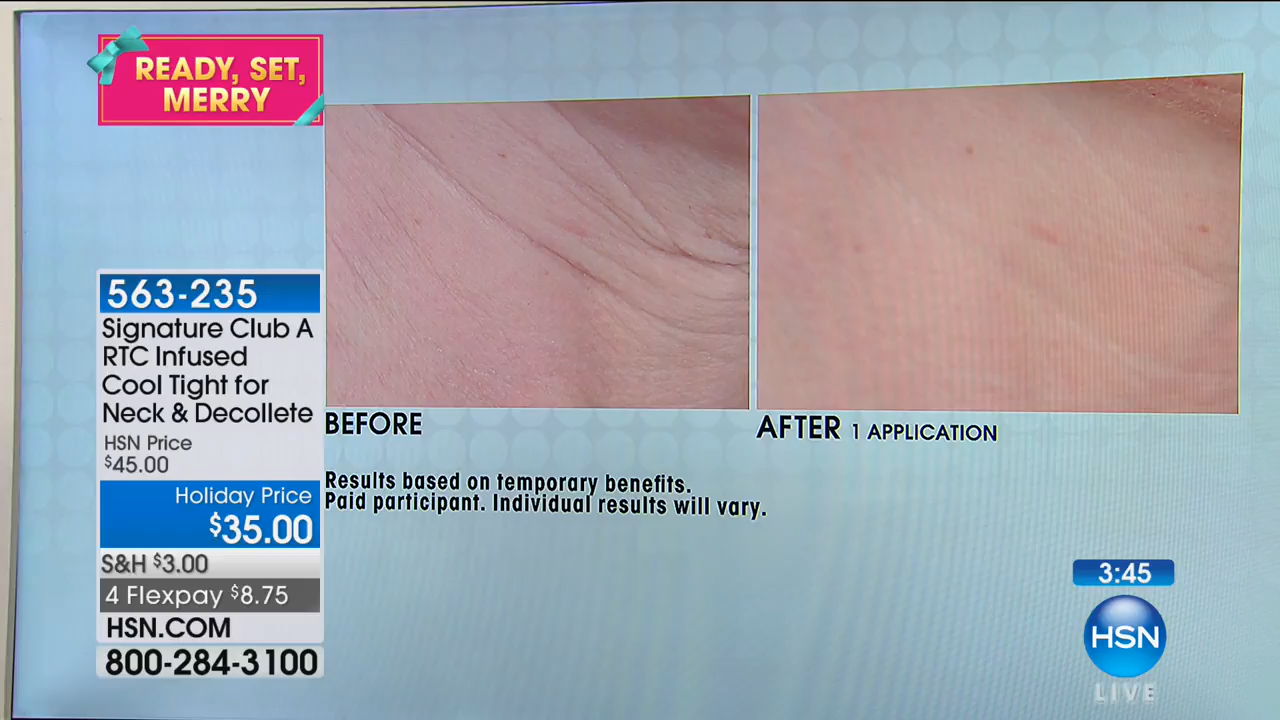 READY, SET,
MERRY
563-235
Signature Club A
RTC Infused
Cool Tight for
Neck & Decollete
HSN Price
$45.00
Holiday Price
$35.00
S&H $3.00
4 Flexpay $8.75
HSN.COM
800-284-3100
BEFORE
AFTER 1 APPLICATION
Results based on temporary benefits.
Paid participant. Individual results will vary.
3:45
HSN
LIVE